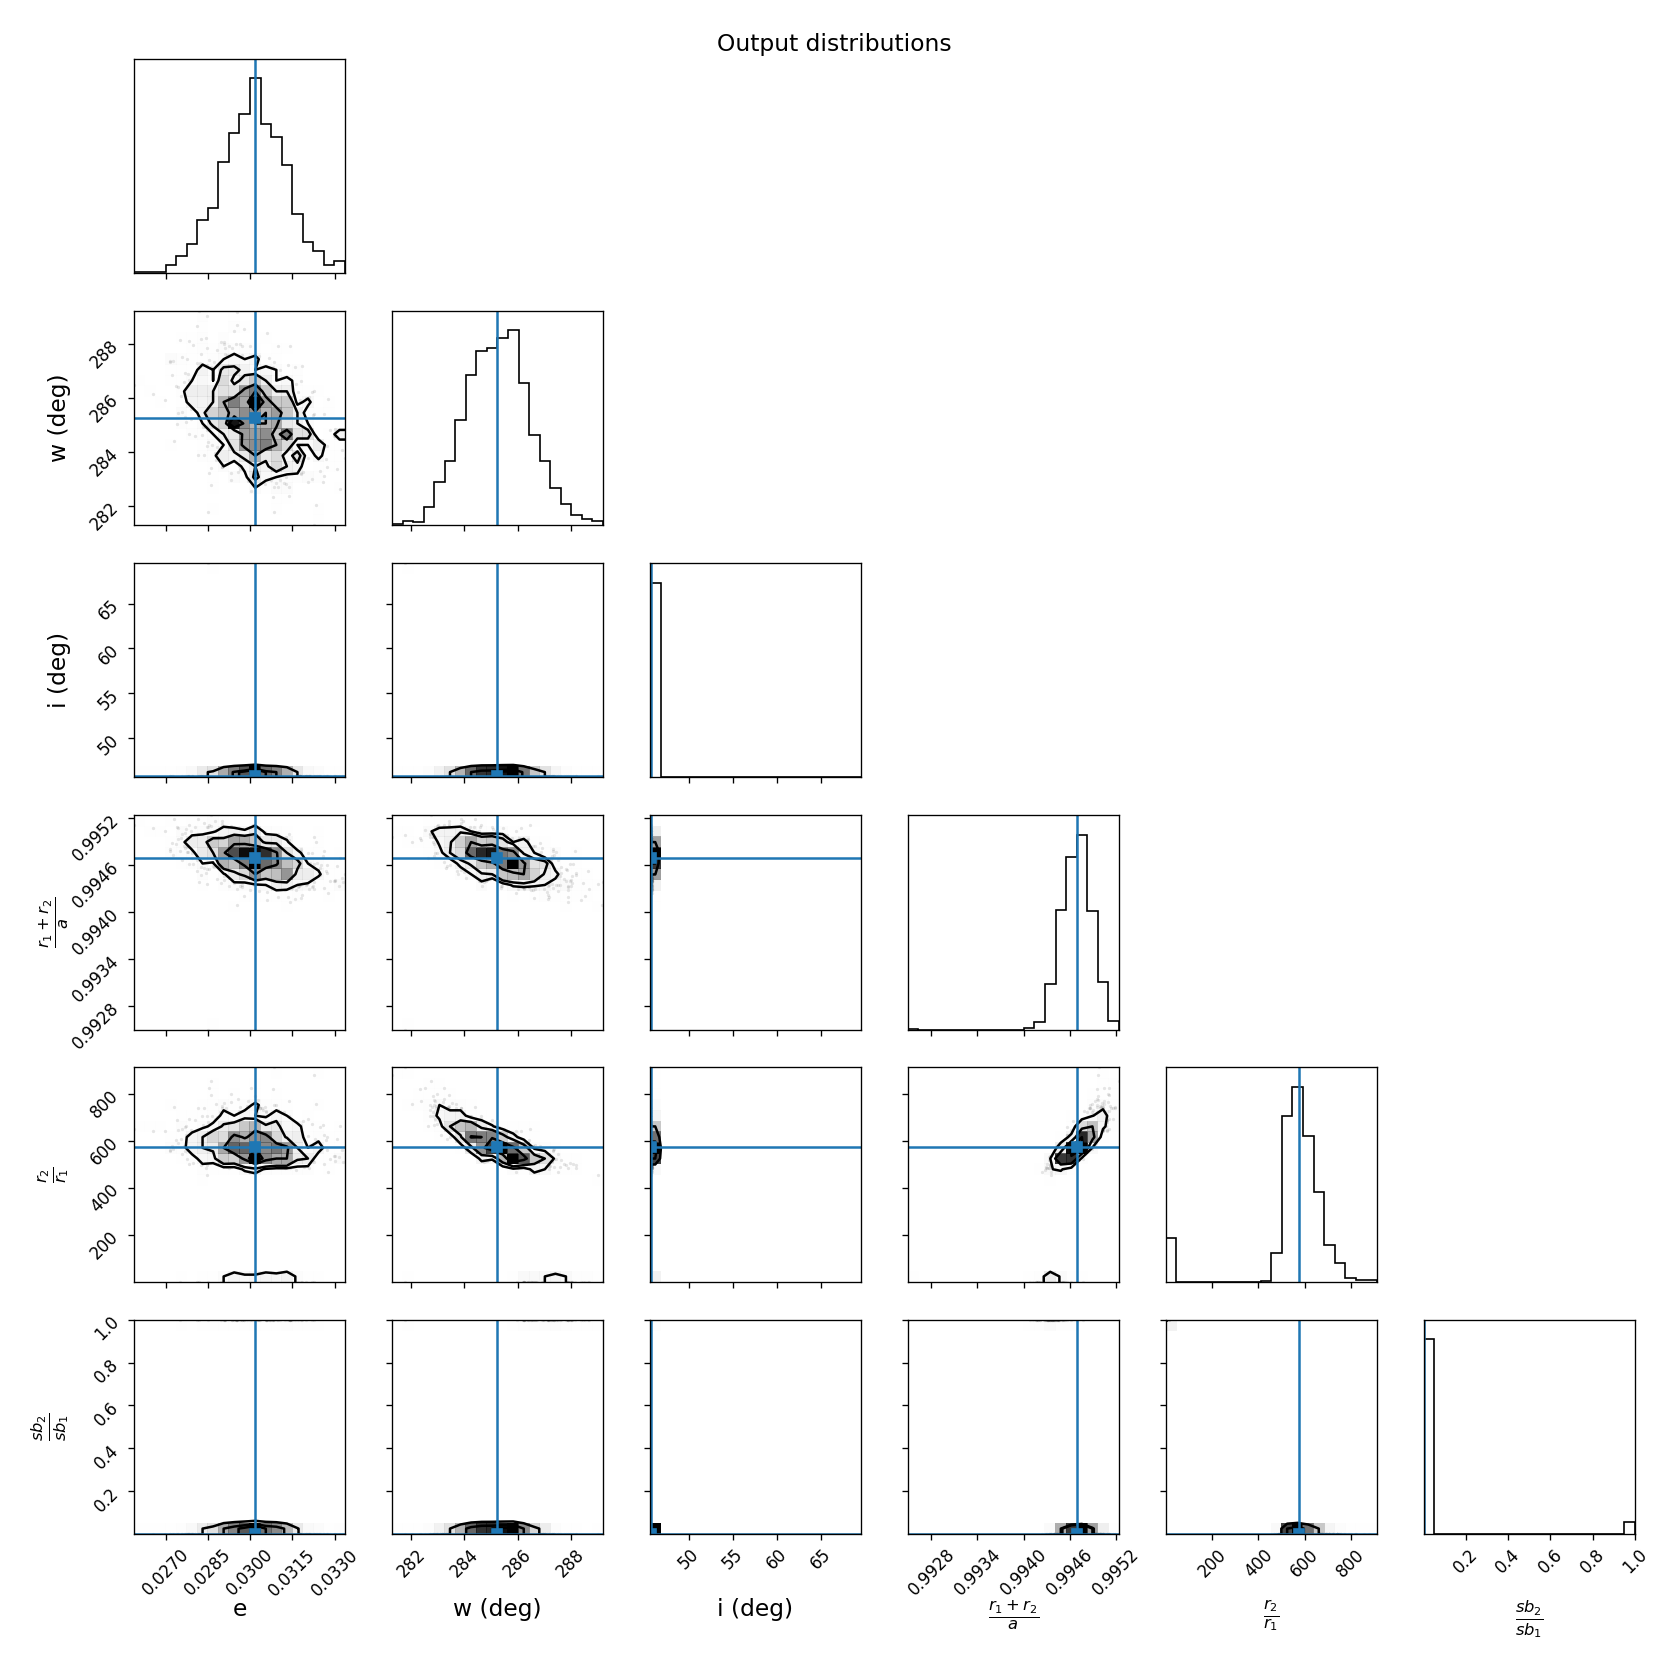 Output distributions
w (deg)
288
286
284
282
i (deg)
65
60
55
50
r₁ + r₂
a
0.9952
0.9946
0.9940
0.9934
0.9928
r₂
r₁
800
600
400
200
sb₂
sb₁
1.0
0.8
0.6
0.4
0.2
0.0270 0.0285 0.0300 0.0315 0.0330 282 284 286 288 50 55 60 65 0.9928 0.9934 0.9940 0.9946 0.9952 200 400 600 800 0.2 0.4 0.6 0.8 1.0
e w (deg) i (deg)
r₁ + r₂
a
r₂
r₁
sb₂
sb₁